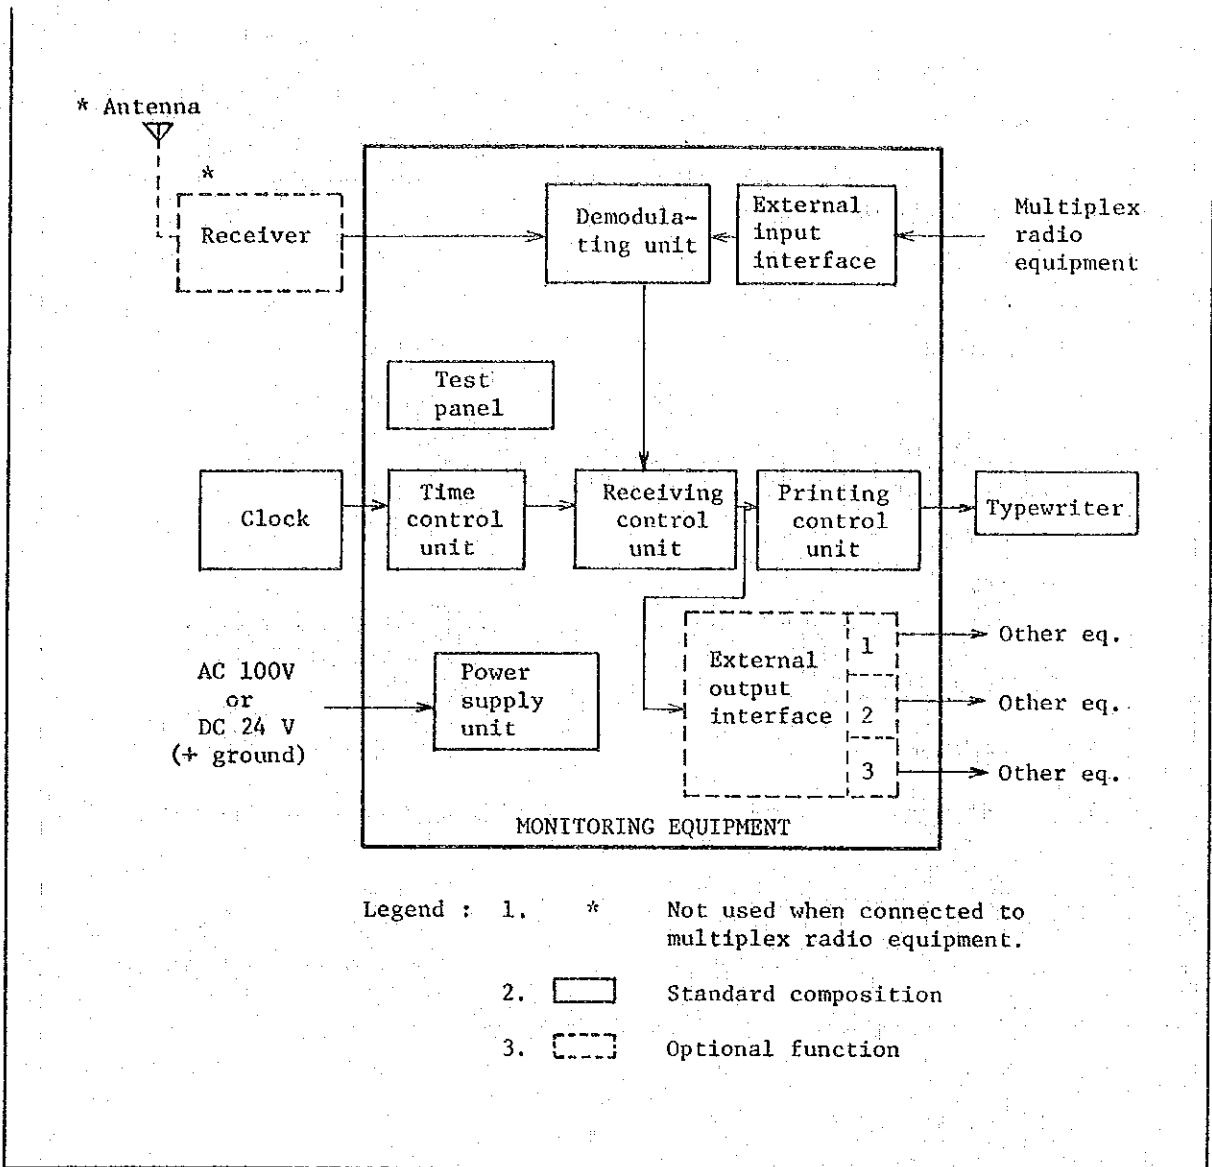 * Antenna
*
Receiver
Demodula-
ting unit
External
input
interface
Multiplex
radio
equipment
Test
panel
Clock
Time
control
unit
Receiving
control
unit
Printing
control
unit
Typewriter
AC 100V
or
DC 24 V
(+ ground)
Power
supply
unit
External
output
interface
1
2
3
Other eq.
Other eq.
Other eq.
MONITORING EQUIPMENT
Legend : 1. * Not used when connected to
multiplex radio equipment.
2. Standard composition
3. Optional function